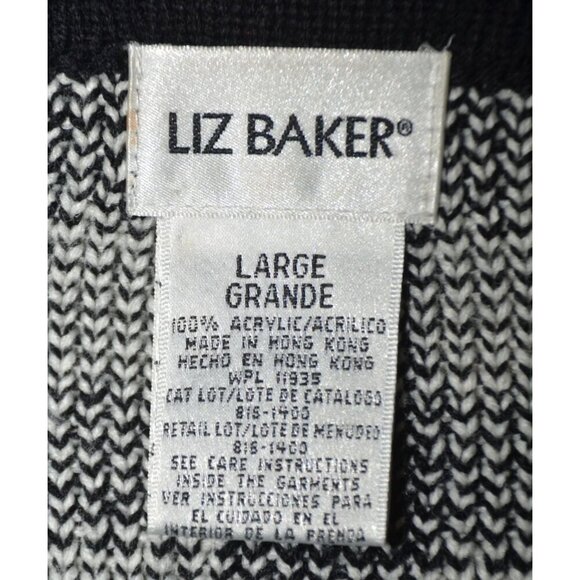 LIZ BAKER®
LARGE
GRANDE
100% ACRYLIC/ACRILICO
MADE IN HONG KONG
HECHO EN HONG KONG
WPL 11935
CAT LOT/LOTE DE CATALOGO
816-1400
RETAIL LOT/LOTE DE MENUDEO
816-1400
SEE CARE INSTRUCTIONS
INSIDE THE GARMENTS
VER INSTRUCCIONES PARA
EL CUIDADO EN EL
INTERIOR DE LA PRENDA